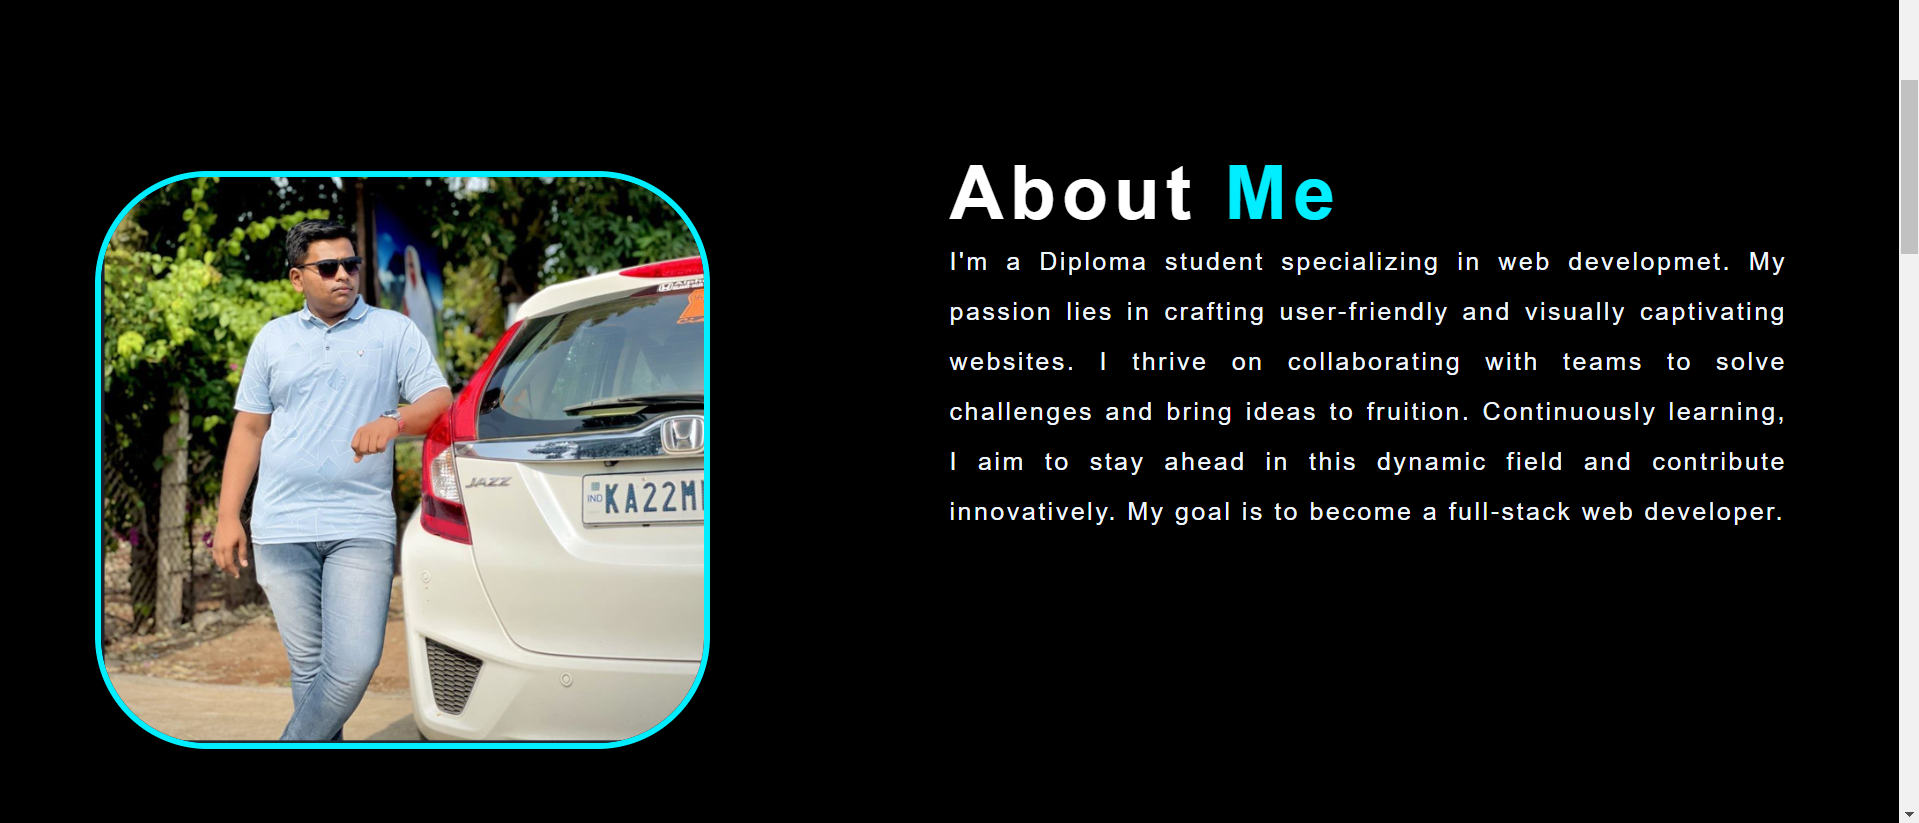 About Me
I'm a Diploma student specializing in web developmet. My
passion lies in crafting user-friendly and visually captivating
websites. I thrive on collaborating with teams to solve
challenges and bring ideas to fruition. Continuously learning,
I aim to stay ahead in this dynamic field and contribute
innovatively. My goal is to become a full-stack web developer.
JAZZ
IND KA22M